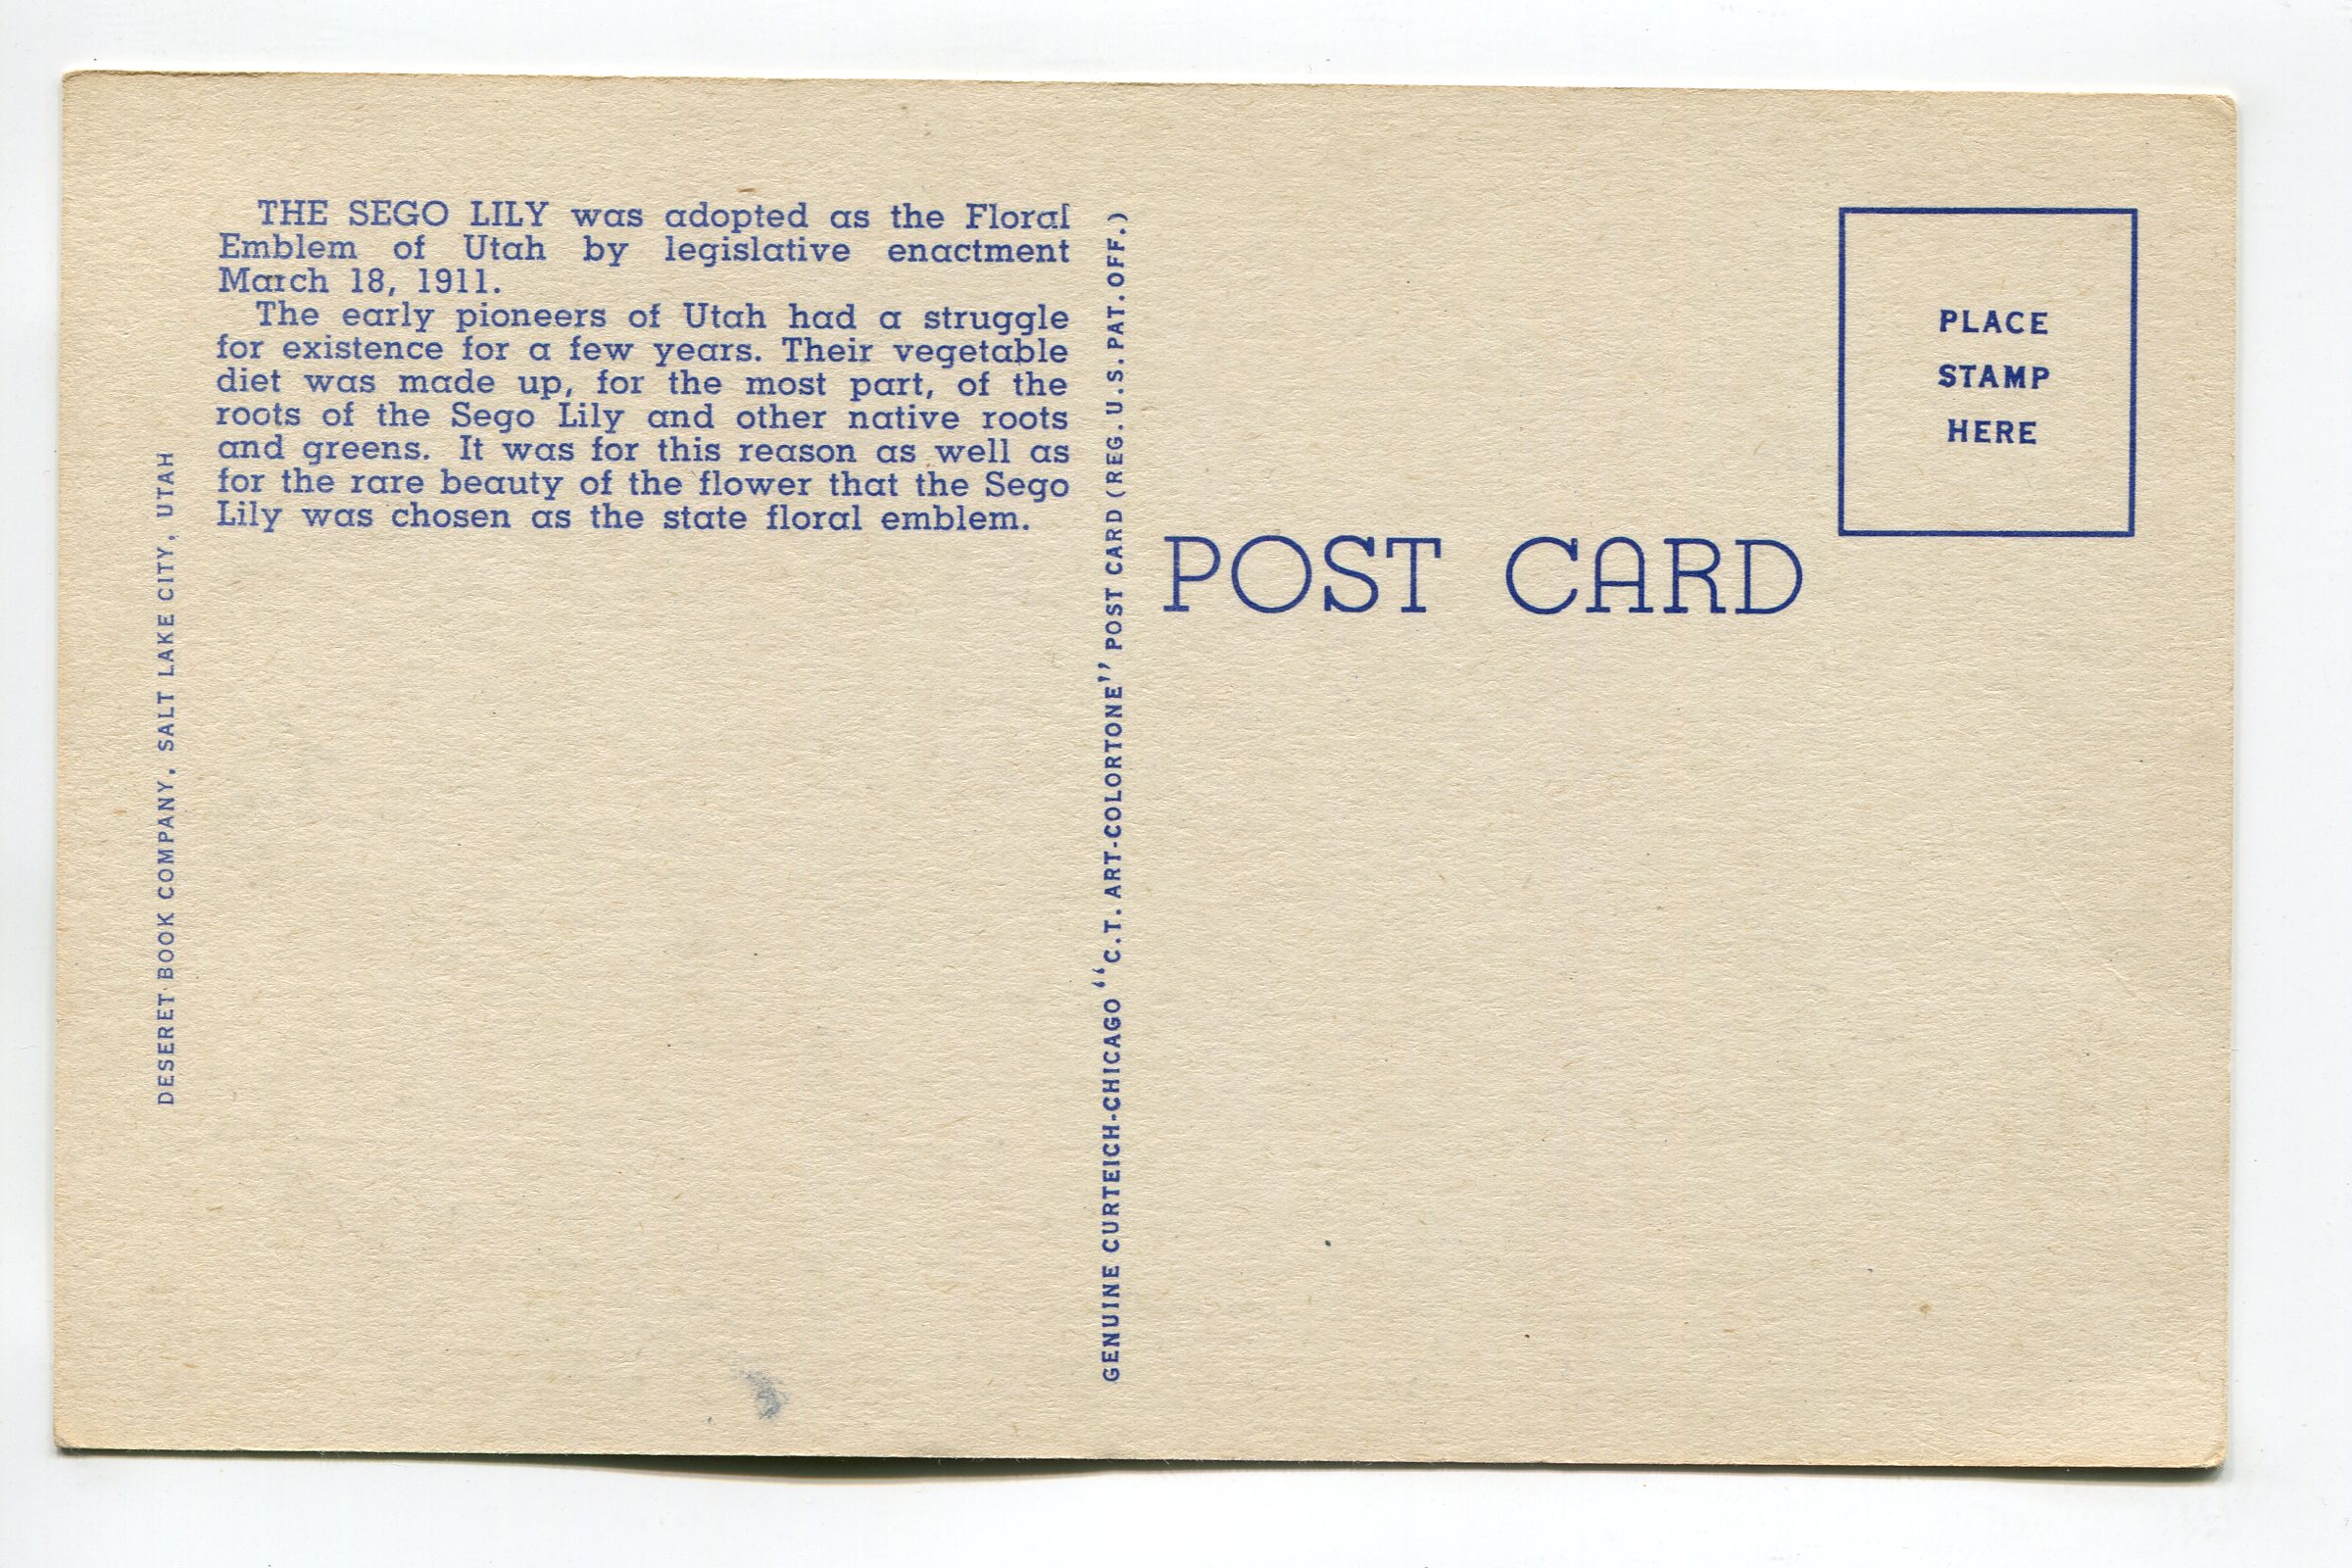 THE SEGO LILY was adopted as the Floral
Emblem of Utah by legislative enactment
March 18, 1911.
The early pioneers of Utah had a struggle
for existence for a few years. Their vegetable
diet was made up, for the most part, of the
roots of the Sego Lily and other native roots
and greens. It was for this reason as well as
for the rare beauty of the flower that the Sego
Lily was chosen as the state floral emblem.
DESERET BOOK COMPANY, SALT LAKE CITY, UTAH
GENUINE CURTEICH-CHICAGO "C.T. ART-COLORTONE" POST CARD (REG. U.S. PAT. OFF.)
POST CARD
PLACE
STAMP
HERE